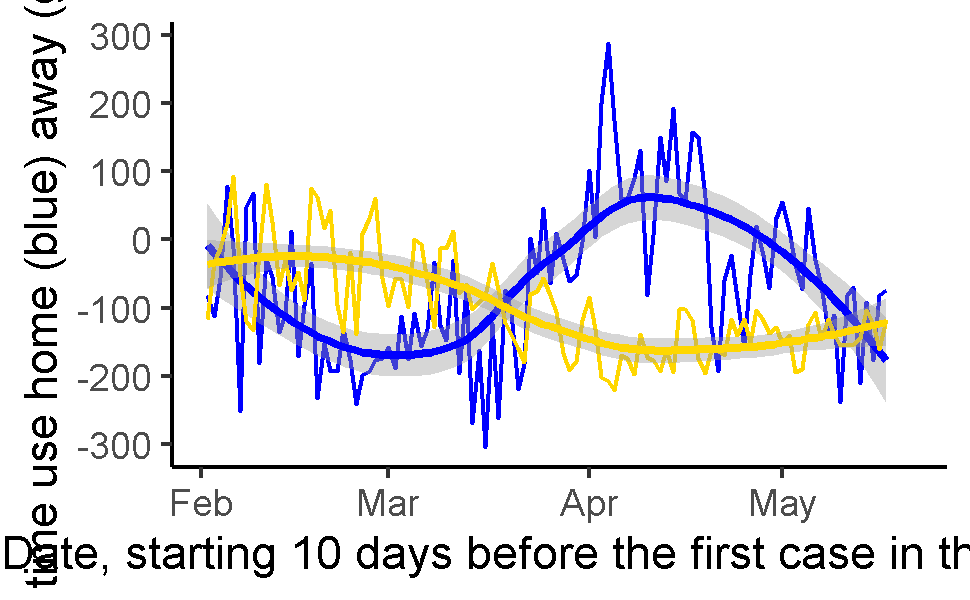 time use home (blue) away (
300
200
100
0
-100
-200
-300
Feb Mar Apr May
Date, starting 10 days before the first case in th